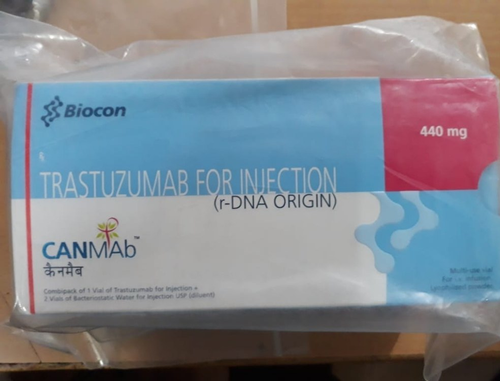 Biocon
440 mg
℞
TRASTUZUMAB FOR INJECTION
(r-DNA ORIGIN)
CANMAb™
कैनमैब
Combipack of 1 Vial of Trastuzumab for Injection +
2 Vials of Bacteriostatic Water for Injection USP (diluent)